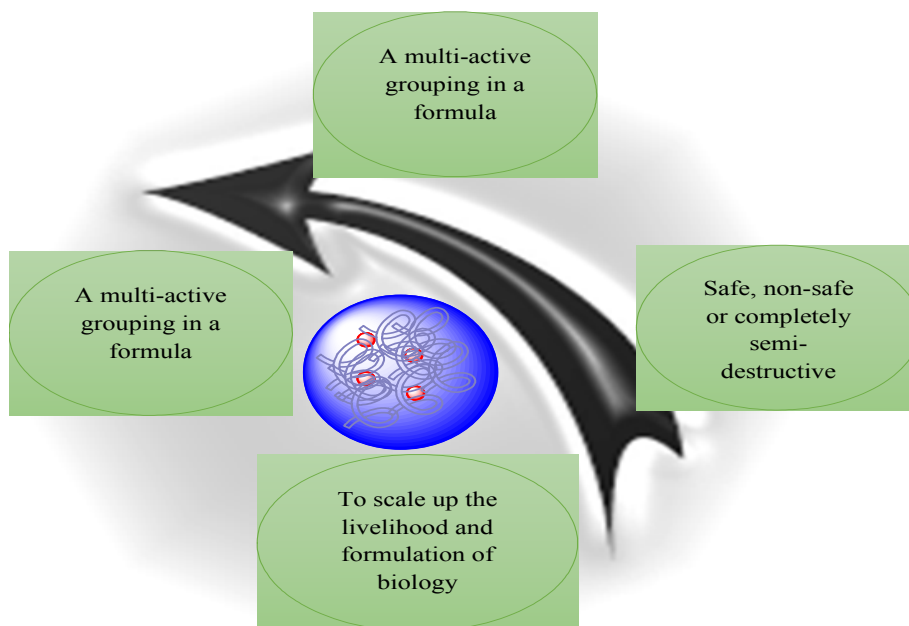 A multi-active
grouping in a
formula
A multi-active
grouping in a
formula
Safe, non-safe
or completely
semi-
destructive
To scale up the
livelihood and
formulation of
biology